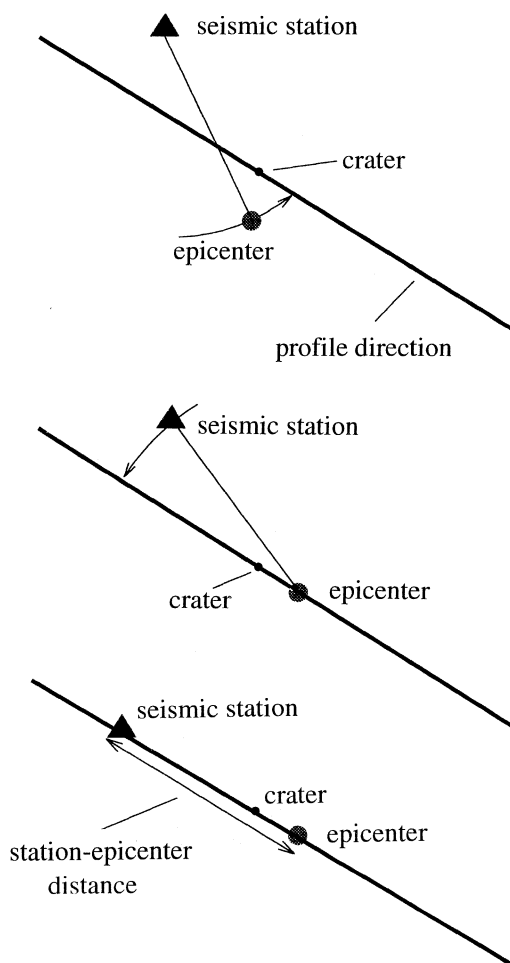 seismic station
crater
epicenter
profile direction
seismic station
crater
epicenter
seismic station
crater
epicenter
station-epicenter
distance